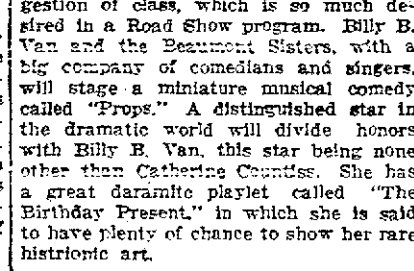 gestion of class, which is so much de-
sired in a Road Show program. Billy B.
Van and the Beaumont Sisters, with a
big company of comedians and singers,
will stage a miniature musical comedy
called "Props." A distinguished star in
the dramatic world will divide honors
with Billy B. Van, this star being none
other than Catherine Countiss. She has
a great daramitc playlet called "The
Birthday Present," in which she is said
to have plenty of chance to show her rare
histrionic art.